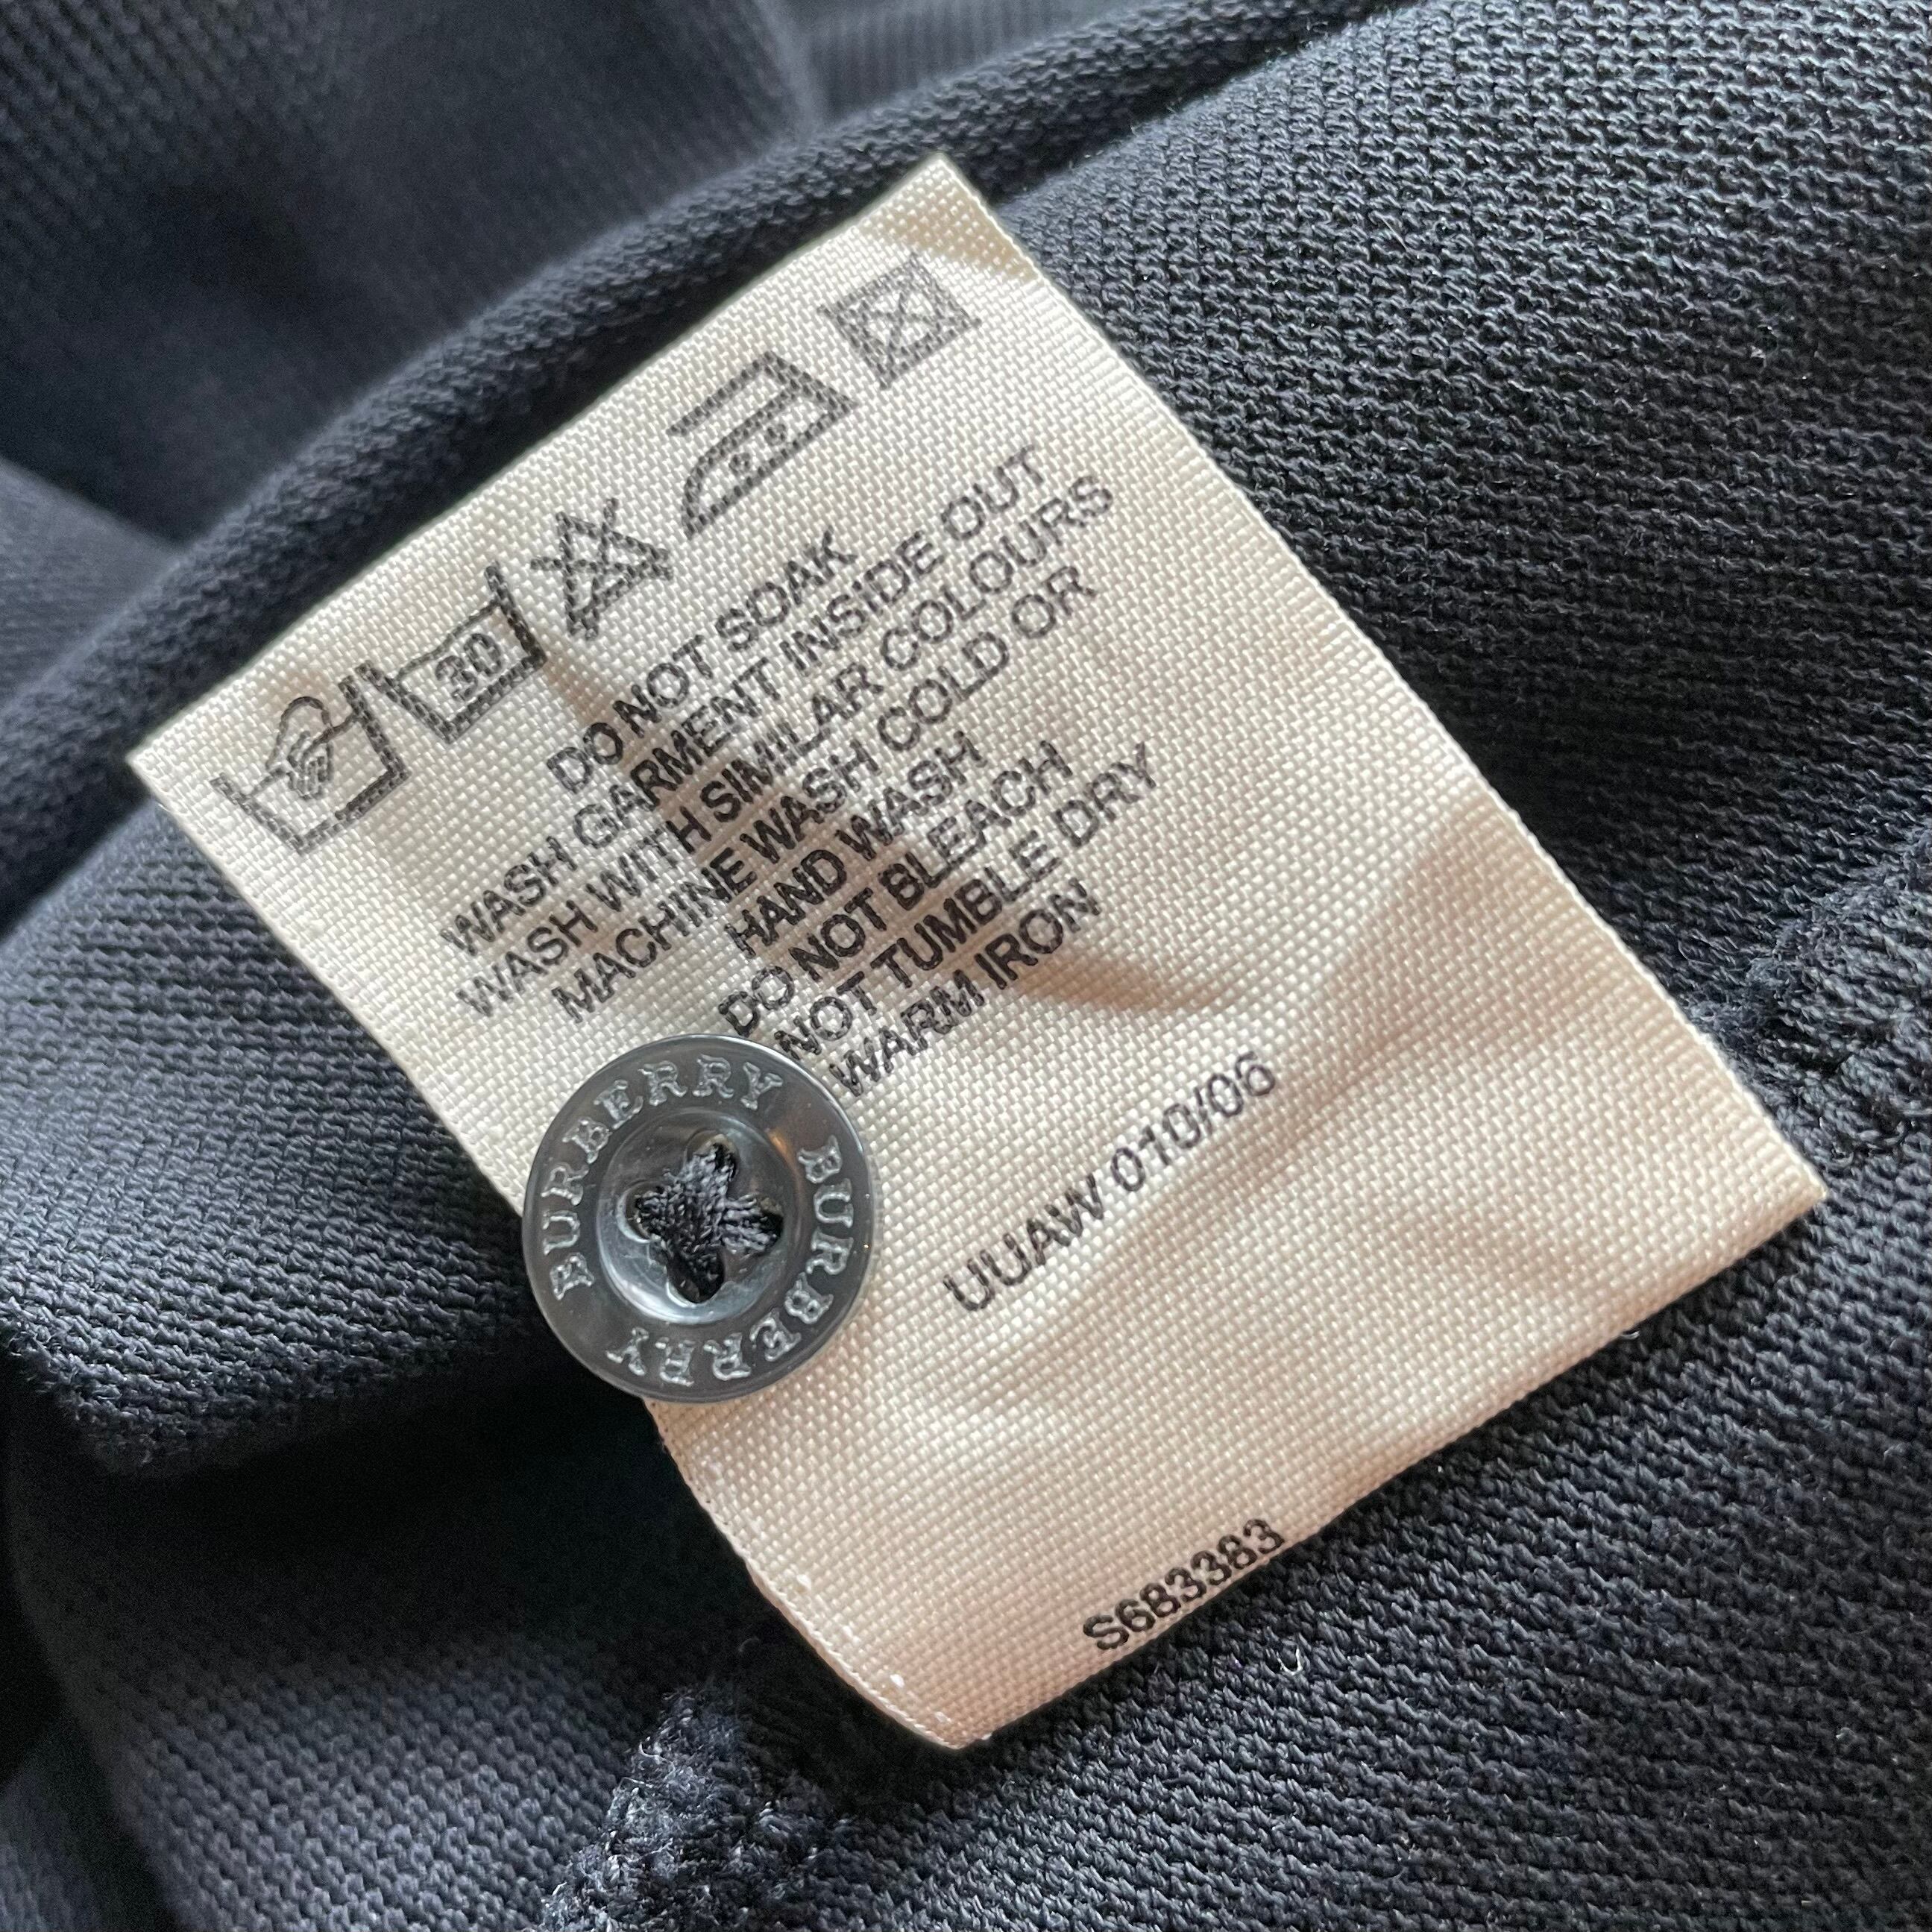 30
DO NOT SOAK
WASH GARMENT INSIDE OUT
WASH WITH SIMILAR COLOURS
MACHINE WASH COLD OR
HAND WASH
DO NOT BLEACH
NOT TUMBLE DRY
WARM IRON
UUAW 010/06
S683383
BURBERRY BURBERRY